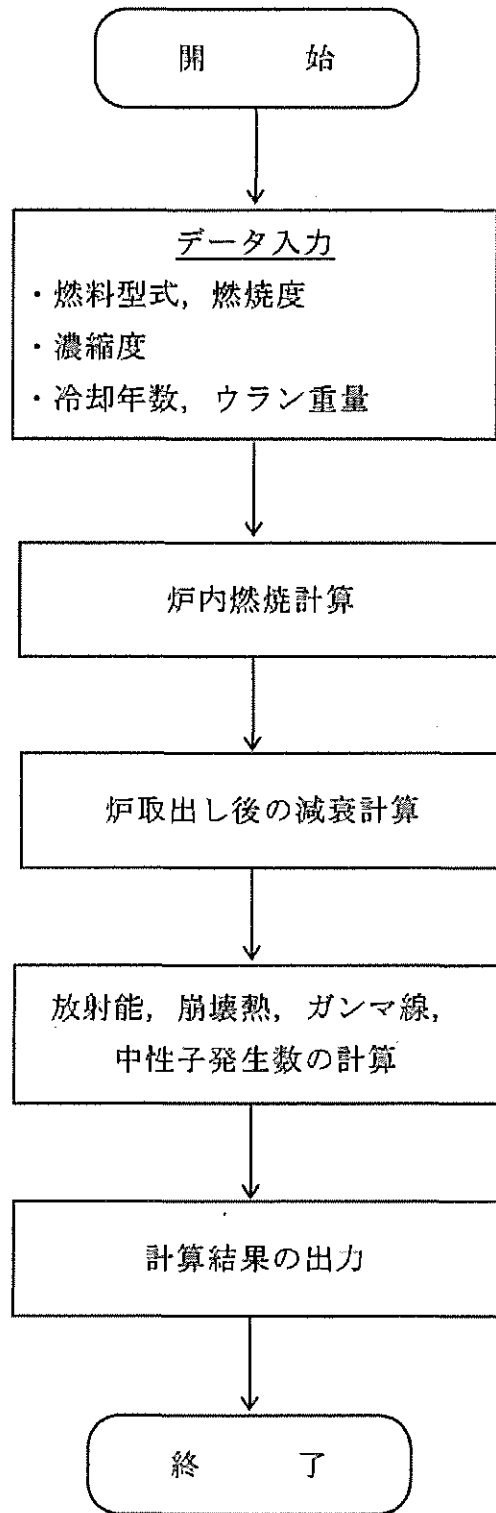 開　始
データ入力
・燃料型式，燃焼度
・濃縮度
・冷却年数，ウラン重量
炉内燃焼計算
炉取出し後の減衰計算
放射能，崩壊熱，ガンマ線，
中性子発生数の計算
計算結果の出力
終　了